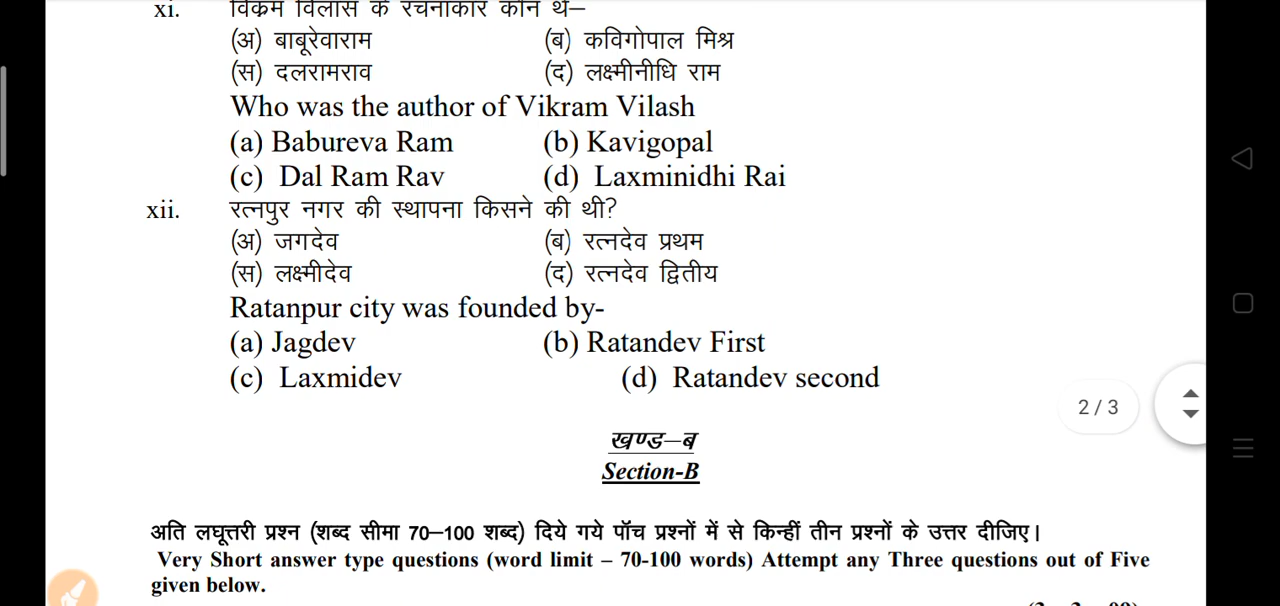 xi. विक्रम विलास के रचनाकार कौन थे–
(अ) बाबूरेवाराम (ब) कविगोपाल मिश्र
(स) दलरामराव (द) लक्ष्मीनीधि राम
Who was the author of Vikram Vilash
(a) Babureva Ram (b) Kavigopal
(c) Dal Ram Rav (d) Laxminidhi Rai
xii. रत्नपुर नगर की स्थापना किसने की थी?
(अ) जगदेव (ब) रत्नदेव प्रथम
(स) लक्ष्मीदेव (द) रत्नदेव द्वितीय
Ratanpur city was founded by-
(a) Jagdev (b) Ratandev First
(c) Laxmidev (d) Ratandev second
2 / 3
खण्ड–ब
Section-B
अति लघूत्तरी प्रश्न (शब्द सीमा 70–100 शब्द) दिये गये पॉच प्रश्नों में से किन्हीं तीन प्रश्नों के उत्तर दीजिए।
Very Short answer type questions (word limit – 70-100 words) Attempt any Three questions out of Five
given below.